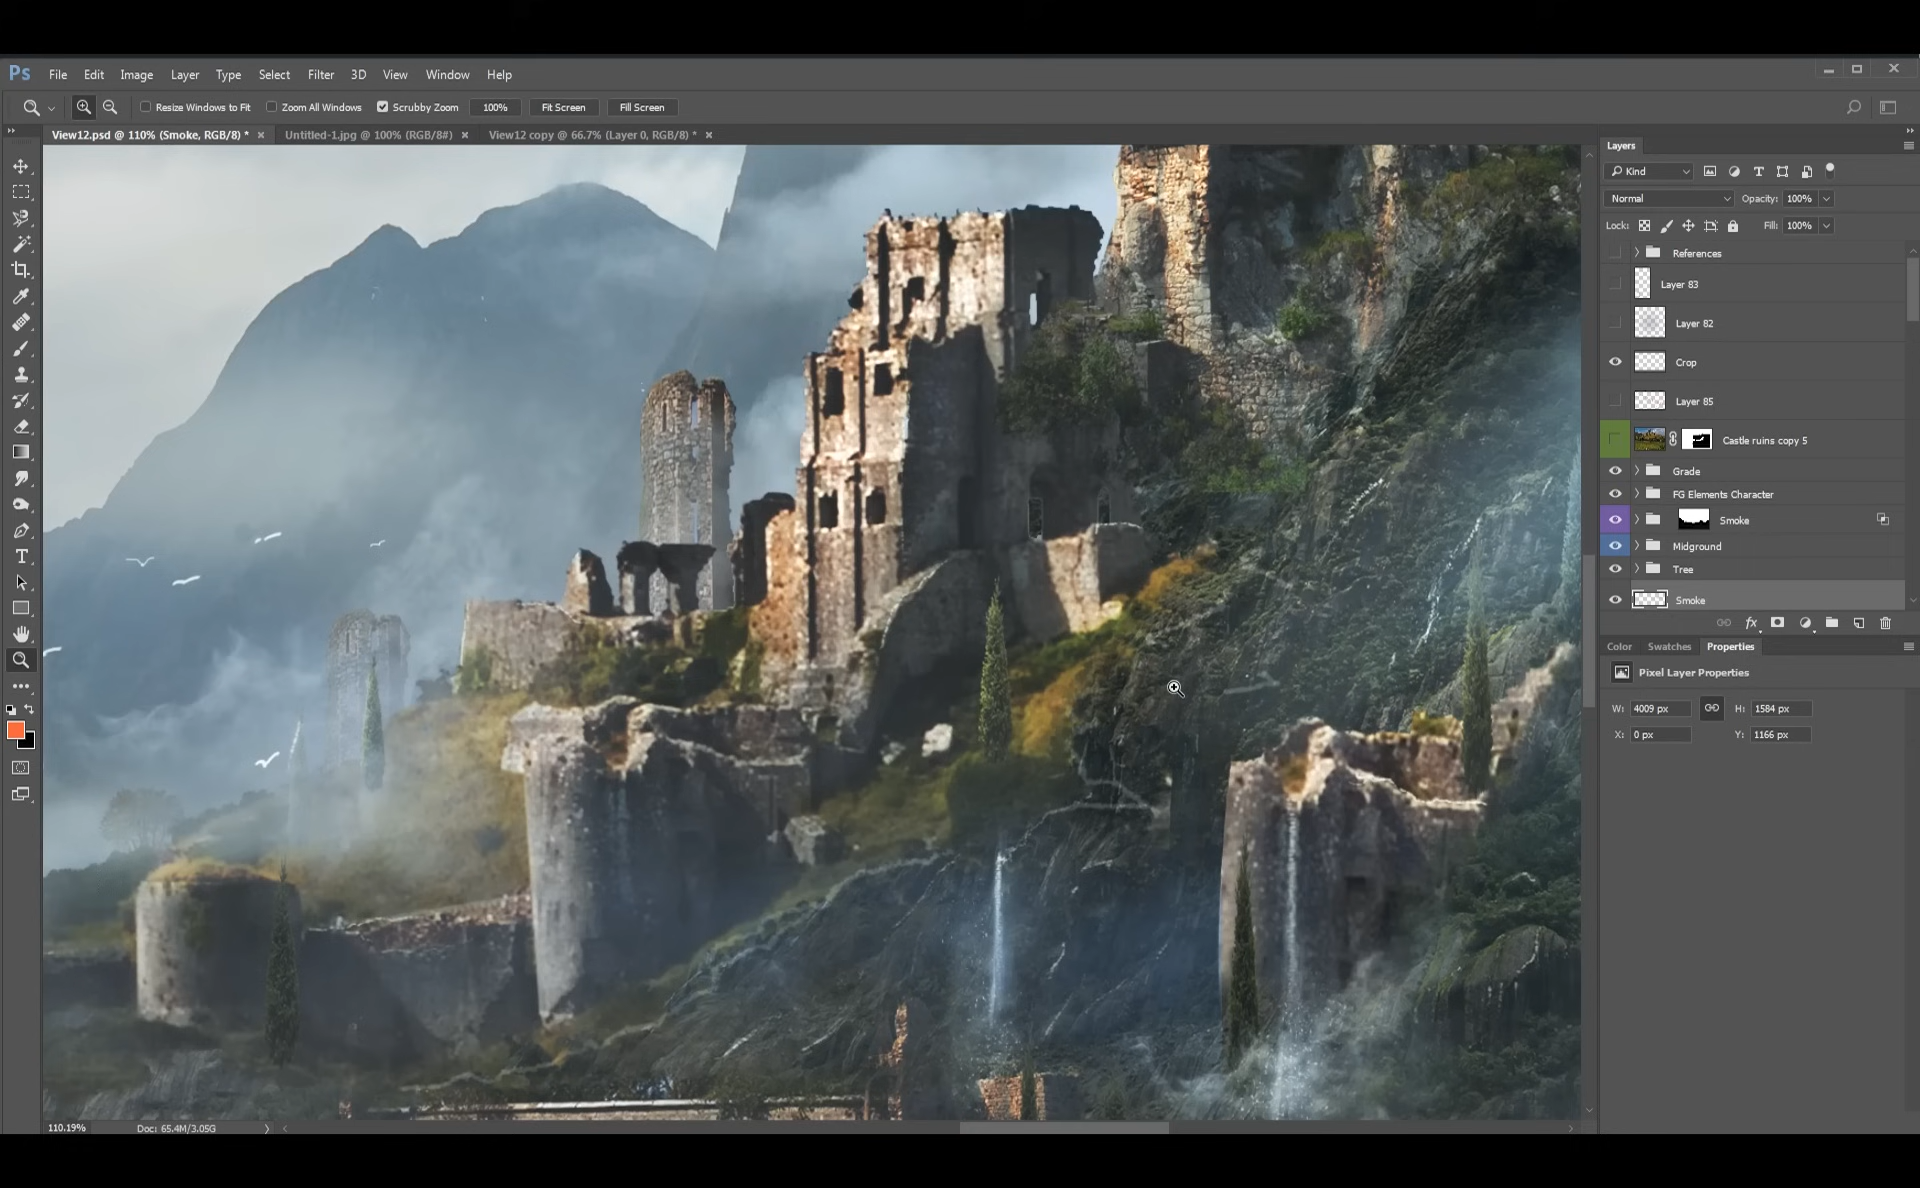 Ps File Edit Image Layer Type Select Filter 3D View Window Help
Resize Windows to Fit Zoom All Windows Scrubby Zoom 100% Fit Screen Fill Screen
View12.psd @ 110% (Smoke, RGB/8) * Untitled-1.jpg @ 100% (RGB/8#) View12 copy @ 66.7% (Layer 0, RGB/8) *
Layers
Kind
Normal Opacity: 100%
Lock: Fill: 100%
References
Layer 83
Layer 82
Crop
Layer 85
Castle ruins copy 5
Grade
FG Elements Character
Smoke
Midground
Tree
Smoke
fx
Color Swatches Properties
Pixel Layer Properties
W: 4009 px H: 1584 px
X: 0 px Y: 1166 px
110.19% Doc: 65.4M/3.05G